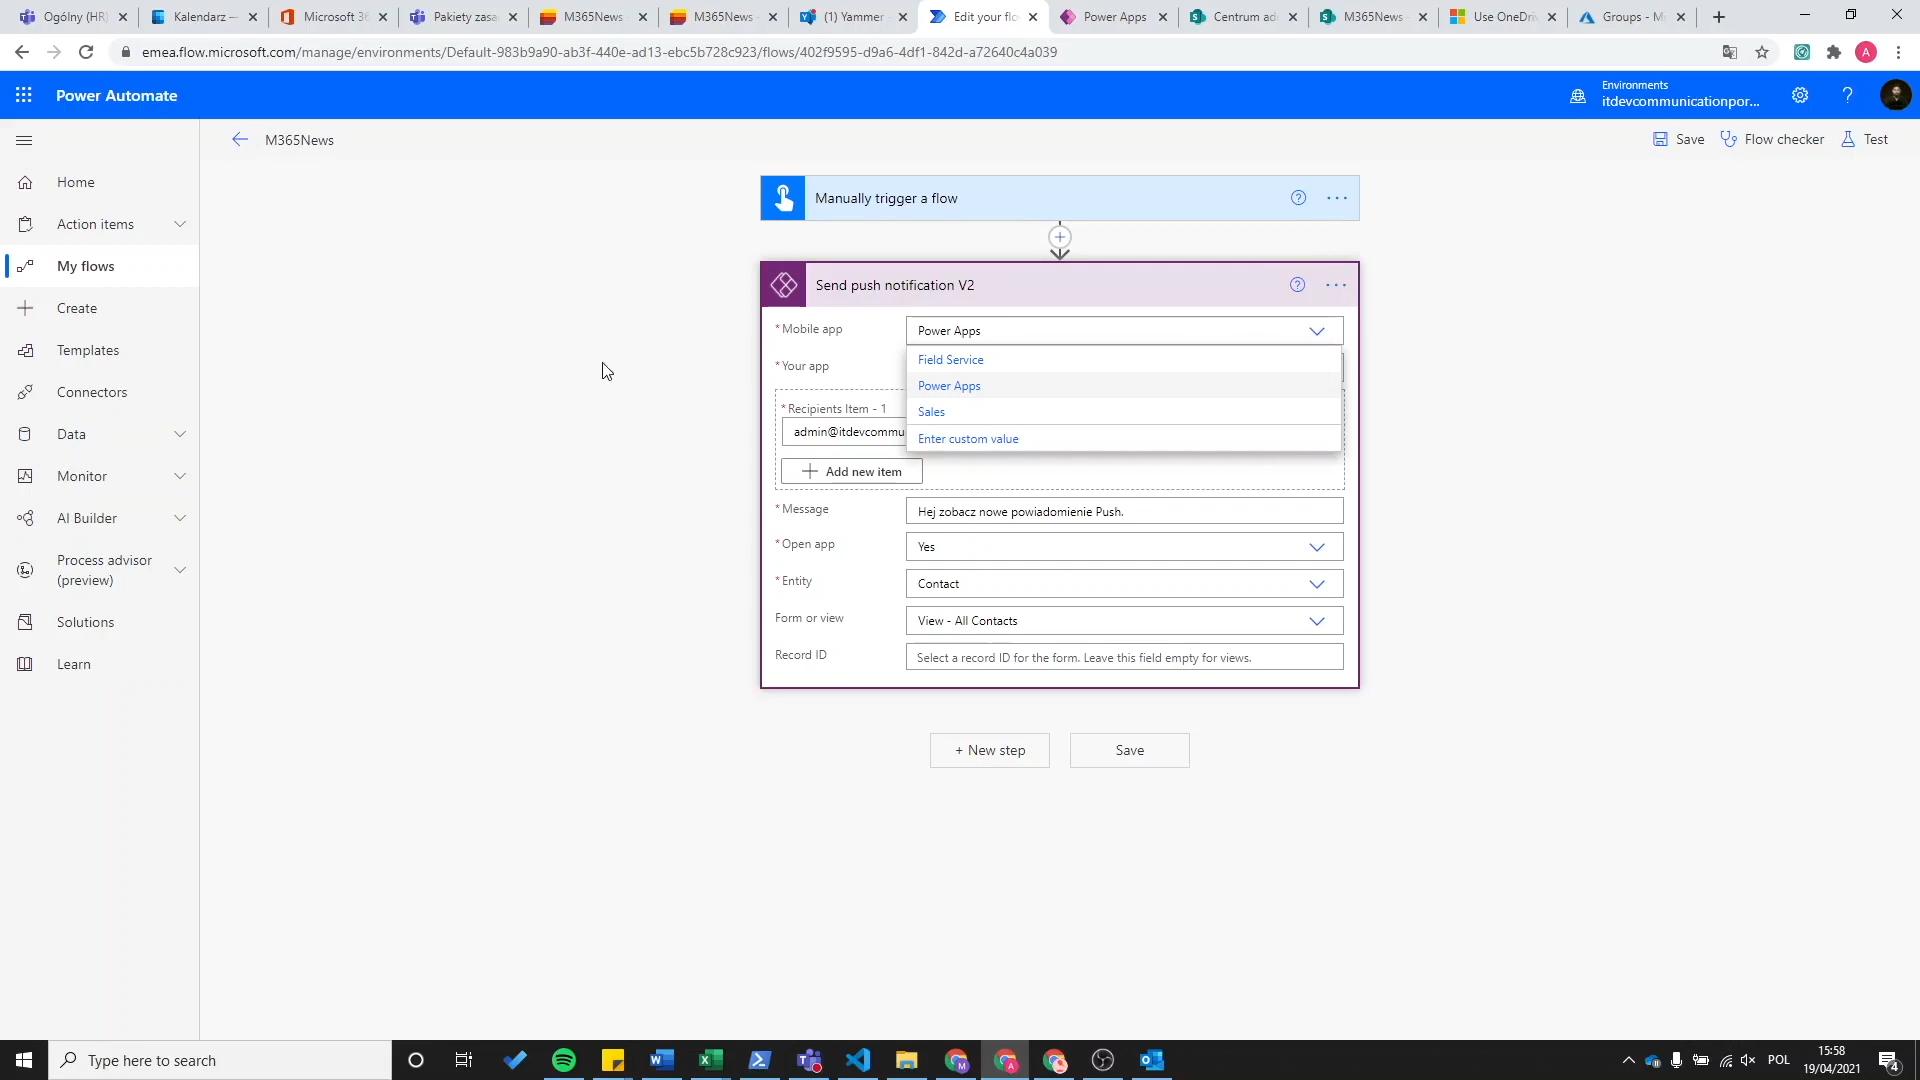 Ogólny (HR)
Kalendarz —
Microsoft 36
Pakiety zasa
M365News
M365News -
(1) Yammer
Edit your flo
Power Apps
Centrum ad
M365News -
Use OneDri
Groups - M
emea.flow.microsoft.com/manage/environments/Default-983b9a90-ab3f-440e-ad13-ebc5b728c923/flows/402f9595-d9a6-4df1-842d-a72640c4a039
A
Power Automate
Environments
itdevcommunicationpor...
M365News
Save
Flow checker
Test
Home
Action items
My flows
Create
Templates
Connectors
Data
Monitor
AI Builder
Process advisor
(preview)
Solutions
Learn
Manually trigger a flow
Send push notification V2
* Mobile app
Power Apps
Field Service
Power Apps
Sales
Enter custom value
* Your app
* Recipients Item - 1
admin@itdevcommu
Add new item
* Message
Hej zobacz nowe powiadomienie Push.
* Open app
Yes
* Entity
Contact
Form or view
View - All Contacts
Record ID
Select a record ID for the form. Leave this field empty for views.
+ New step
Save
Type here to search
POL
15:58
19/04/2021
4